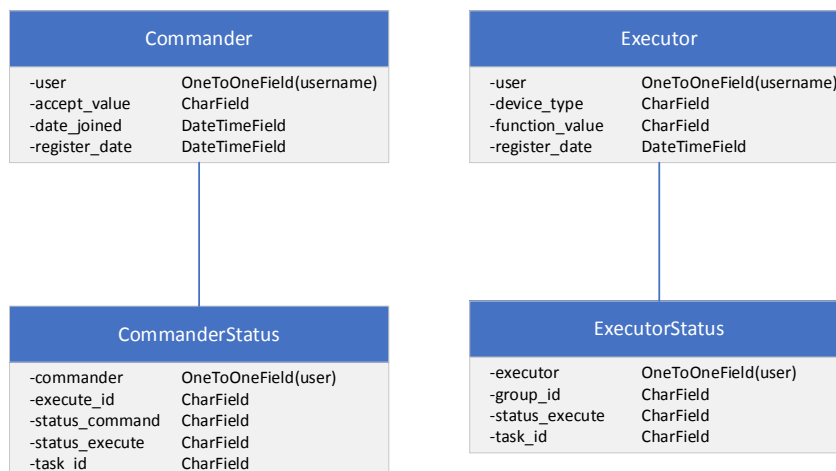 Commander
-user OneToOneField(username)
-accept_value CharField
-date_joined DateTimeField
-register_date DateTimeField
Executor
-user OneToOneField(username)
-device_type CharField
-function_value CharField
-register_date DateTimeField
CommanderStatus
-commander OneToOneField(user)
-execute_id CharField
-status_command CharField
-status_execute CharField
-task_id CharField
ExecutorStatus
-executor OneToOneField(user)
-group_id CharField
-status_execute CharField
-task_id CharField